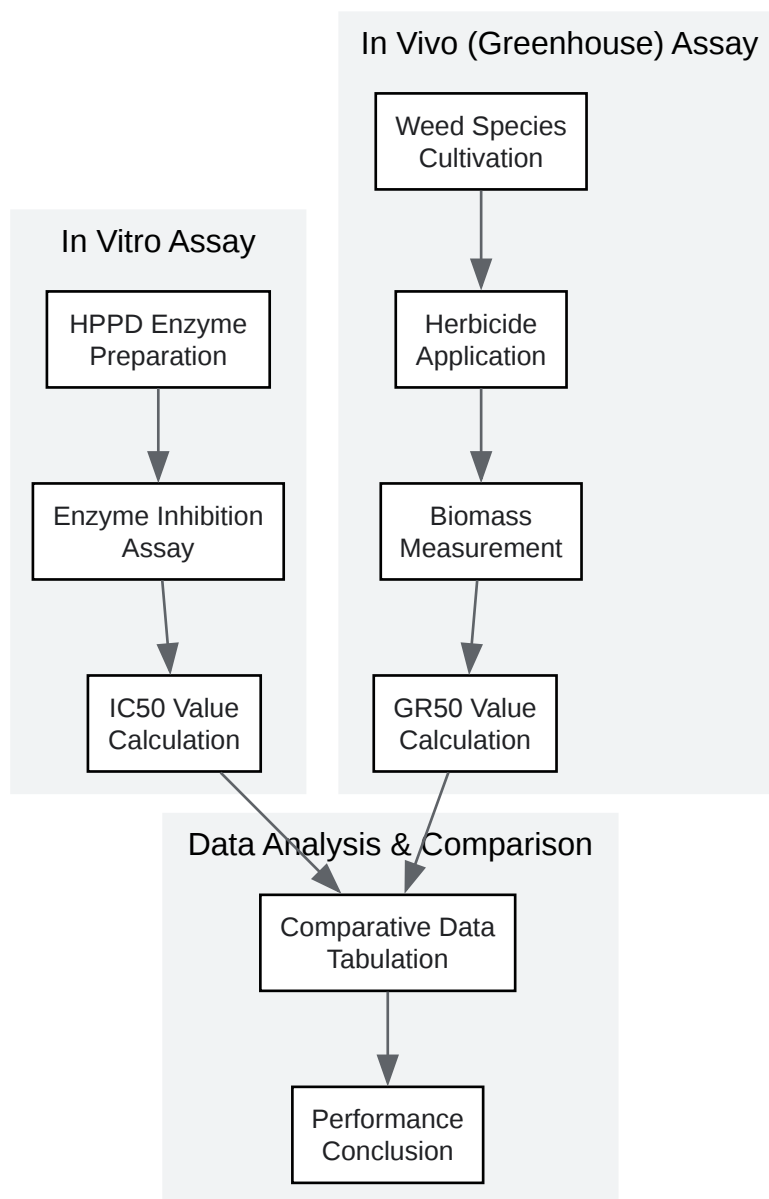 In Vivo (Greenhouse) Assay
Weed Species
Cultivation
Herbicide
Application
Biomass
Measurement
GR50 Value
Calculation
In Vitro Assay
HPPD Enzyme
Preparation
Enzyme Inhibition
Assay
IC50 Value
Calculation
Data Analysis & Comparison
Comparative Data
Tabulation
Performance
Conclusion